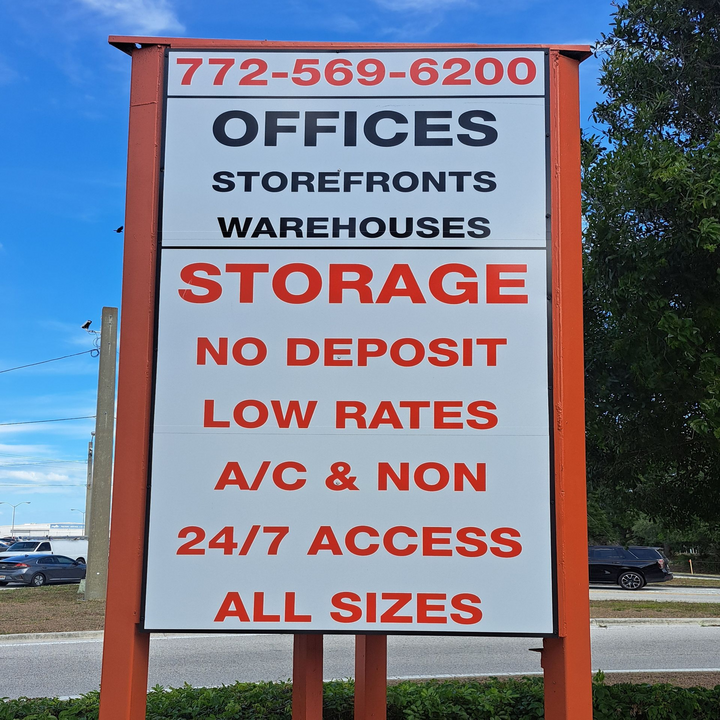 772-569-6200
OFFICES
STOREFRONTS
WAREHOUSES
STORAGE
NO DEPOSIT
LOW RATES
A/C & NON
24/7 ACCESS
ALL SIZES